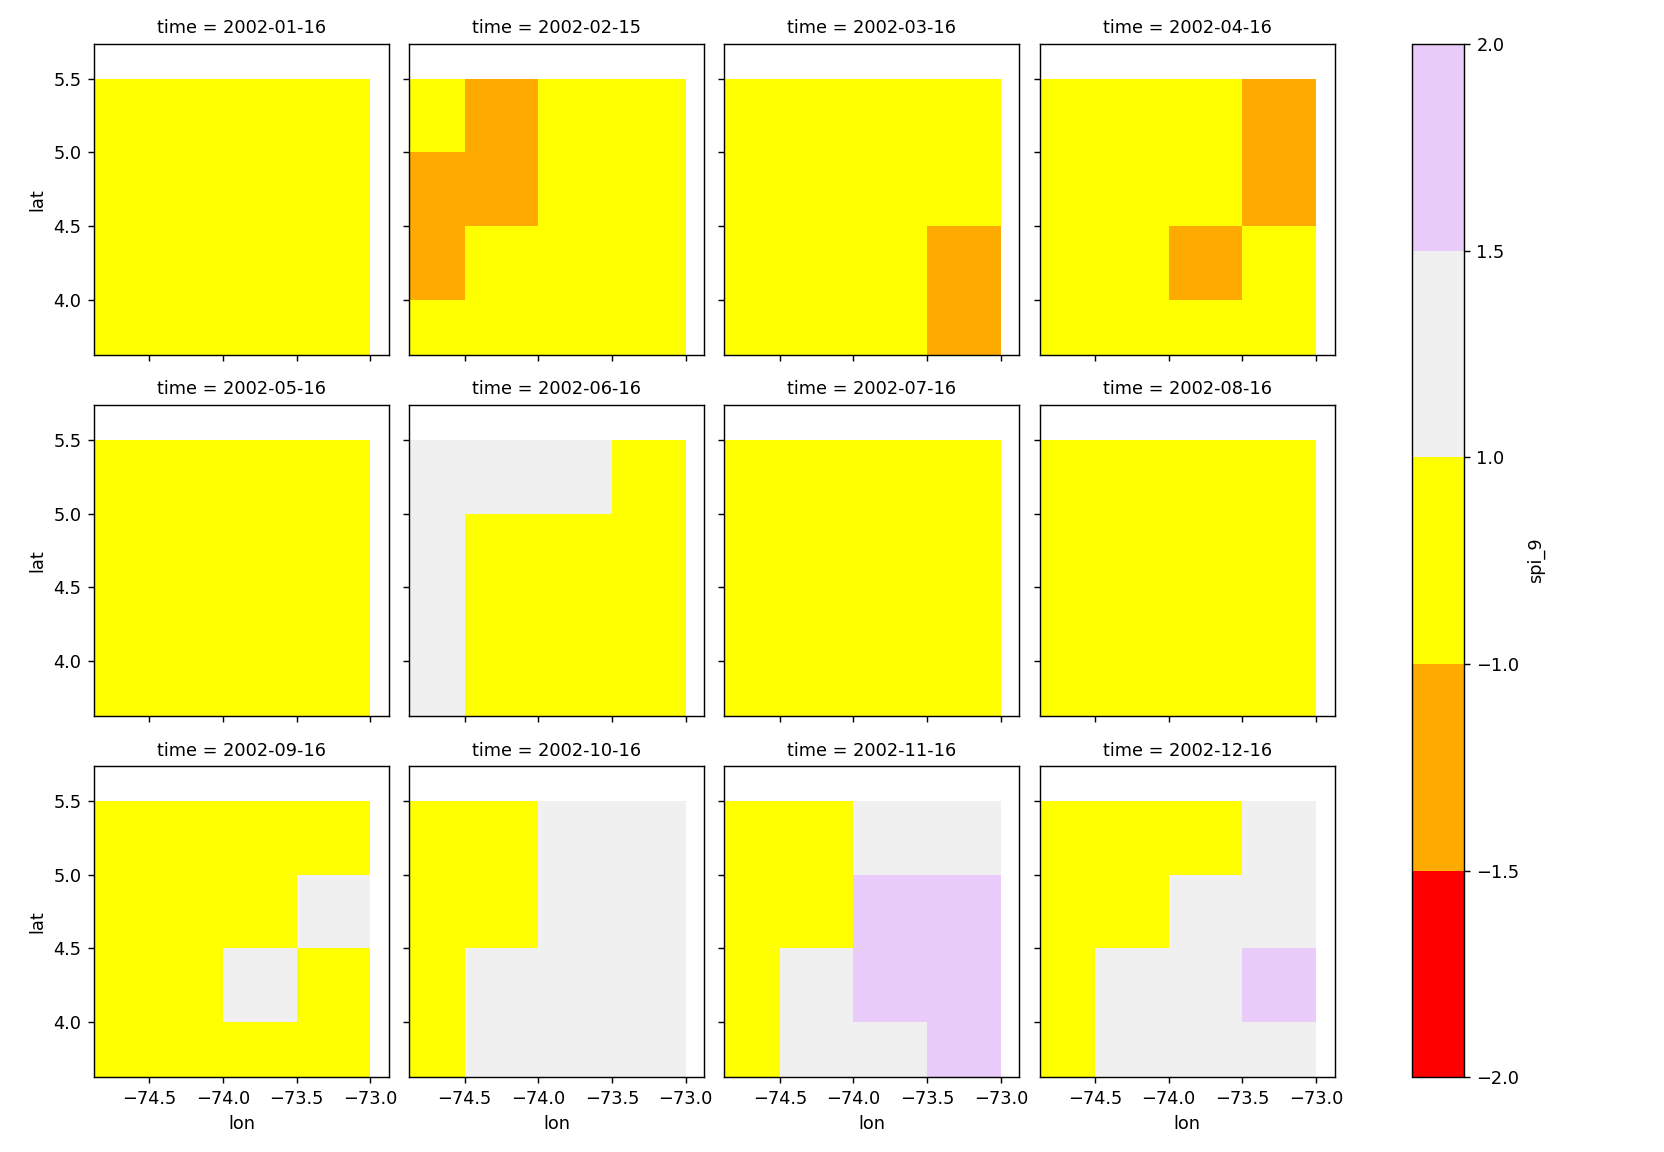 time = 2002-01-16
time = 2002-02-15
time = 2002-03-16
time = 2002-04-16
5.5
5.0
4.5
4.0
lat
time = 2002-05-16
time = 2002-06-16
time = 2002-07-16
time = 2002-08-16
5.5
5.0
4.5
4.0
lat
time = 2002-09-16
time = 2002-10-16
time = 2002-11-16
time = 2002-12-16
5.5
5.0
4.5
4.0
lat
−74.5 −74.0 −73.5 −73.0
lon
−74.5 −74.0 −73.5 −73.0
lon
−74.5 −74.0 −73.5 −73.0
lon
−74.5 −74.0 −73.5 −73.0
lon
2.0
1.5
1.0
−1.0
−1.5
−2.0
spi_9